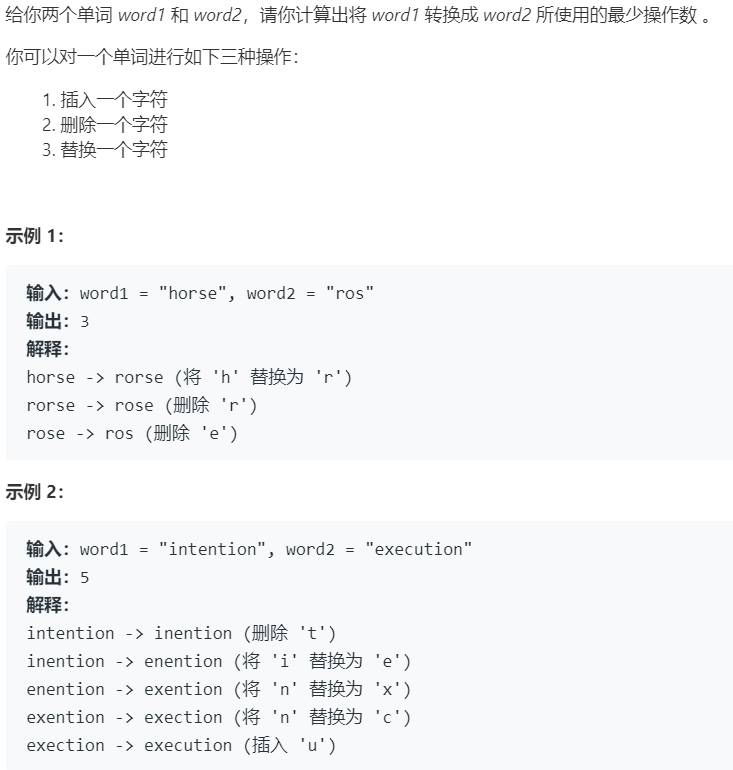 给你两个单词 word1 和 word2，请你计算出将 word1 转换成 word2 所使用的最少操作数 。
你可以对一个单词进行如下三种操作：
1. 插入一个字符
2. 删除一个字符
3. 替换一个字符
示例 1：
输入：word1 = "horse", word2 = "ros"
输出：3
解释：
horse -> rorse (将 'h' 替换为 'r')
rorse -> rose (删除 'r')
rose -> ros (删除 'e')
示例 2：
输入：word1 = "intention", word2 = "execution"
输出：5
解释：
intention -> inention (删除 't')
inention -> enention (将 'i' 替换为 'e')
enention -> exention (将 'n' 替换为 'x')
exention -> exection (将 'n' 替换为 'c')
exection -> execution (插入 'u')